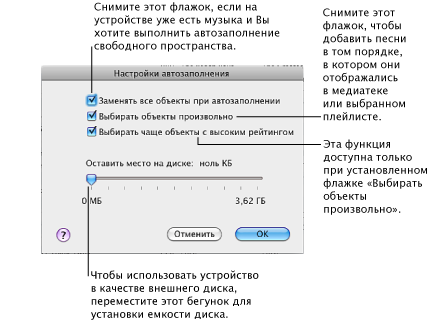 Снимите этот флажок, если на
устройстве уже есть музыка и Вы
хотите выполнить автозаполнение
свободного пространства.
Снимите этот
флажок, чтобы
добавить песни
в том порядке,
в котором они
отображались
в медиатеке
или выбранном
плейлисте.
Настройки автозаполнения
Заменять все объекты при автозаполнении
Выбирать объекты произвольно
Выбирать чаще объекты с высоким рейтингом
Эта функция
доступна только
при установленном
флажке «Выбирать
объекты
произвольно».
Оставить место на диске: ноль КБ
0 МБ 3,62 ГБ
? Отменить OK
Чтобы использовать устройство
в качестве внешнего диска,
переместите этот бегунок для
установки емкости диска.